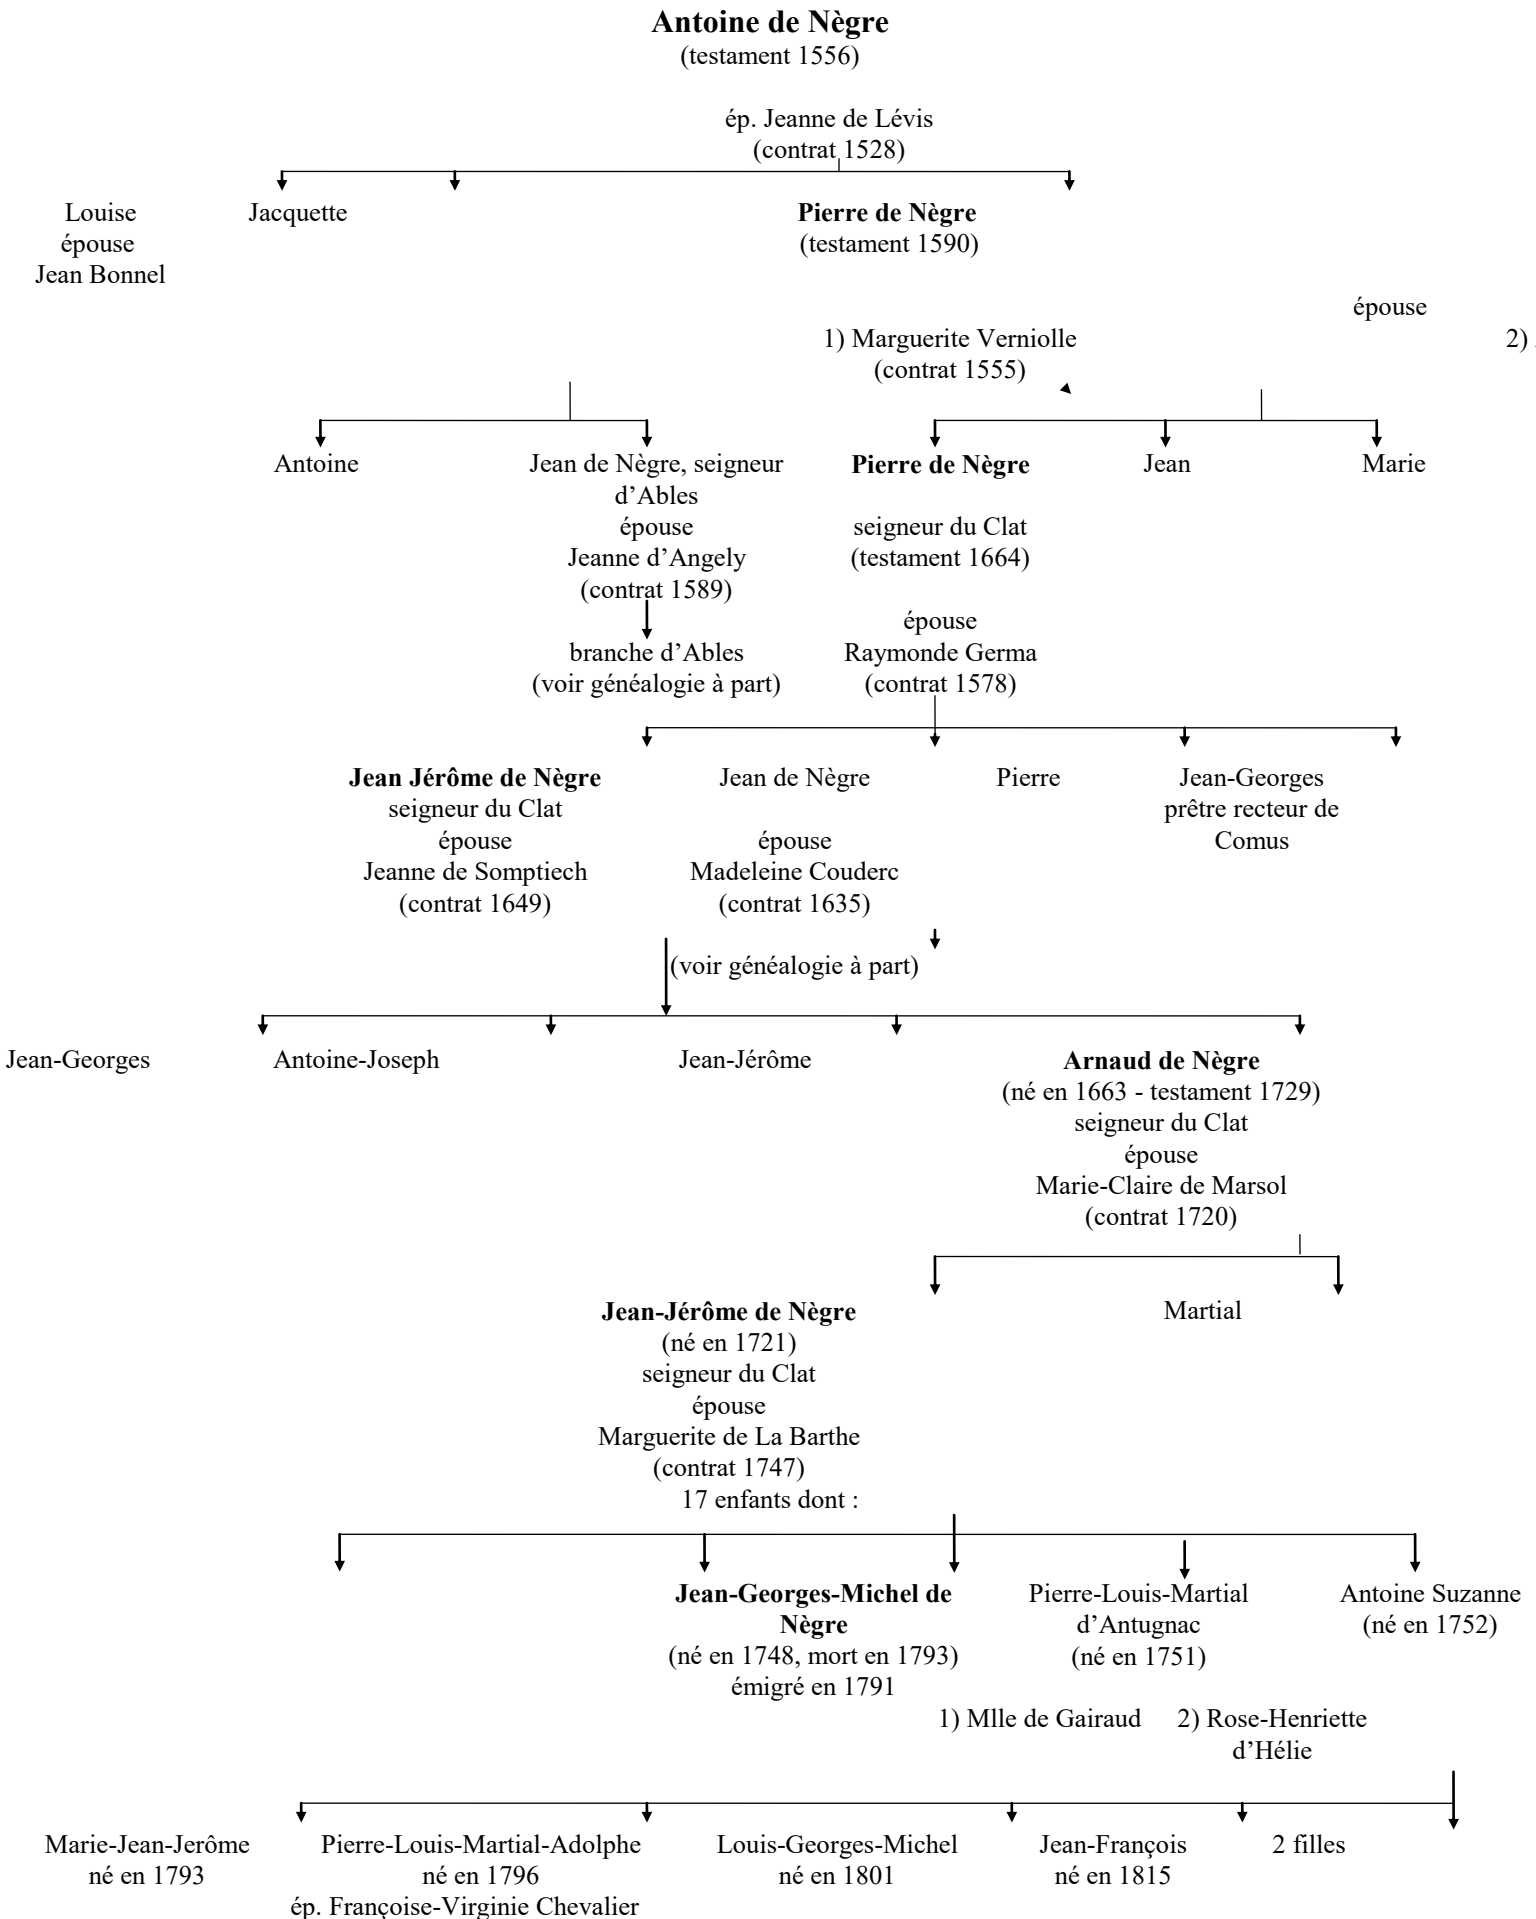 Antoine de Nègre
(testament 1556)
ép. Jeanne de Lévis
(contrat 1528)
Louise
épouse
Jean Bonnel
Jacquette
Pierre de Nègre
(testament 1590)
épouse
1) Marguerite Verniolle
(contrat 1555)
2)
Antoine
Jean de Nègre, seigneur
d’Ables
épouse
Jeanne d’Angely
(contrat 1589)
branche d’Ables
(voir généalogie à part)
Pierre de Nègre
seigneur du Clat
(testament 1664)
épouse
Raymonde Germa
(contrat 1578)
Jean
Marie
Jean Jérôme de Nègre
seigneur du Clat
épouse
Jeanne de Somptiech
(contrat 1649)
Jean de Nègre
épouse
Madeleine Couderc
(contrat 1635)
(voir généalogie à part)
Pierre
Jean-Georges
prêtre recteur de
Comus
Jean-Georges
Antoine-Joseph
Jean-Jérôme
Arnaud de Nègre
(né en 1663 - testament 1729)
seigneur du Clat
épouse
Marie-Claire de Marsol
(contrat 1720)
Jean-Jérôme de Nègre
(né en 1721)
seigneur du Clat
épouse
Marguerite de La Barthe
(contrat 1747)
17 enfants dont :
Martial
Jean-Georges-Michel de
Nègre
(né en 1748, mort en 1793)
émigré en 1791
Pierre-Louis-Martial
d’Antugnac
(né en 1751)
Antoine Suzanne
(né en 1752)
1) Mlle de Gairaud
2) Rose-Henriette
d’Hélie
Marie-Jean-Jerôme
né en 1793
Pierre-Louis-Martial-Adolphe
né en 1796
ép. Françoise-Virginie Chevalier
Louis-Georges-Michel
né en 1801
Jean-François
né en 1815
2 filles